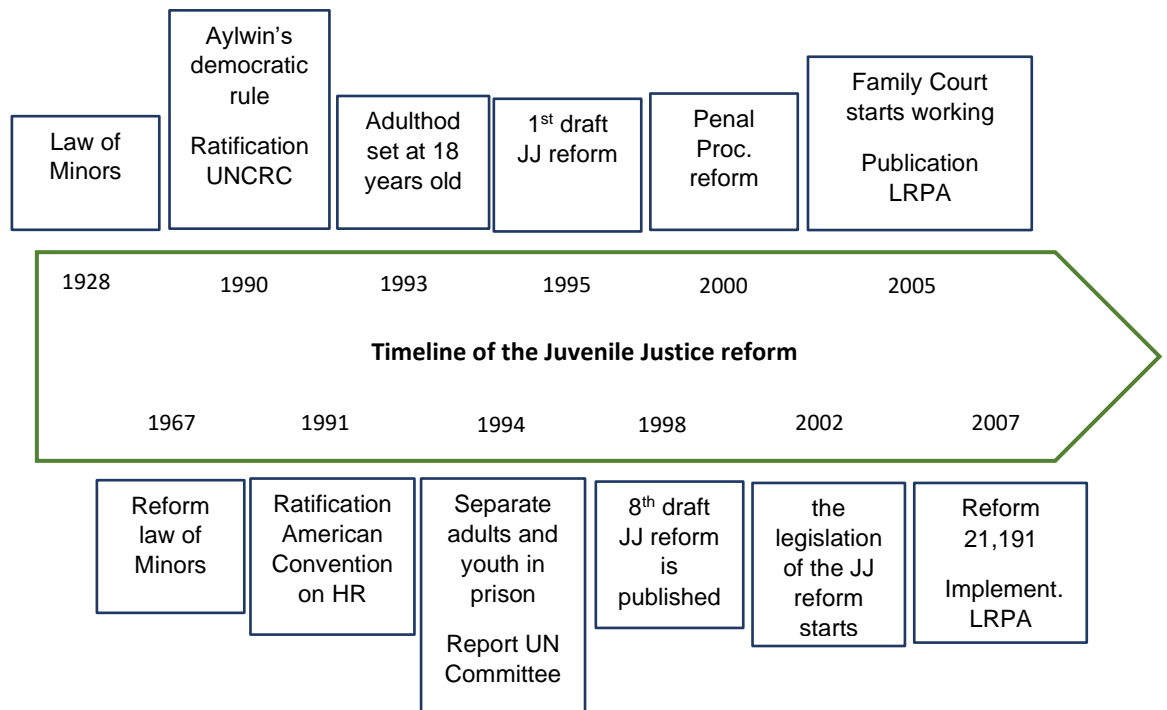 Law of
Minors
Aylwin's
democratic
rule
Ratification
UNCRC
Adulthod
set at 18
years old
1st draft
JJ reform
Penal
Proc.
reform
Family Court
starts working
Publication
LRPA
1928
1990
1993
1995
2000
2005
Timeline of the Juvenile Justice reform
1967
1991
1994
1998
2002
2007
Reform
law of
Minors
Ratification
American
Convention
on HR
Separate
adults and
youth in
prison
Report UN
Committee
8th draft
JJ reform
is
published
the
legislation
of the JJ
reform
starts
Reform
21,191
Implement.
LRPA